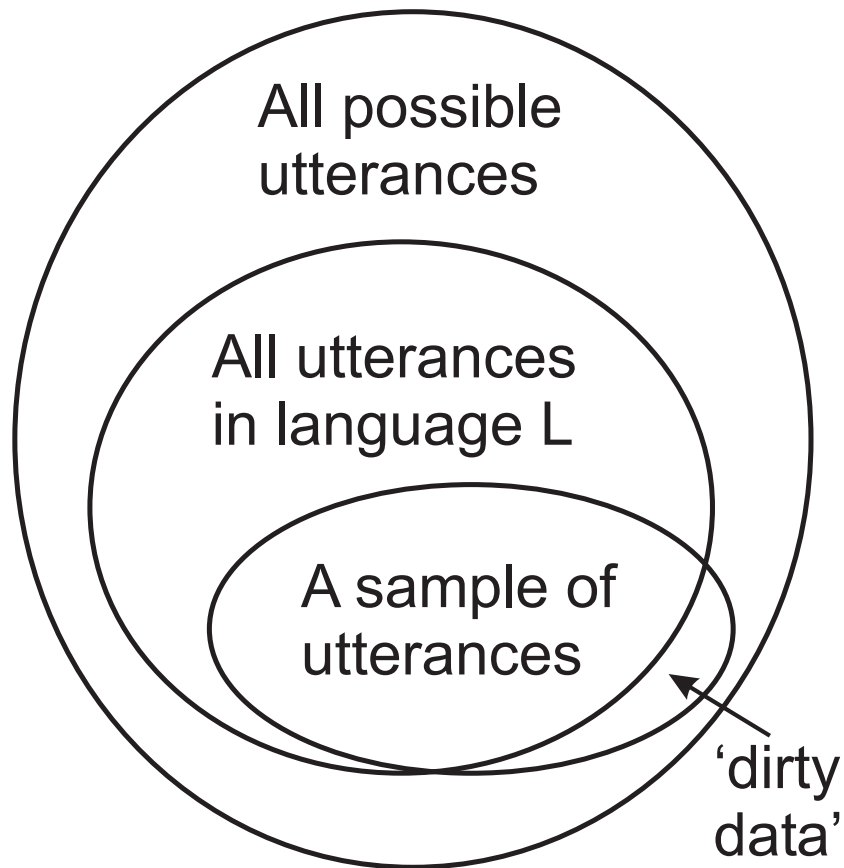 All possible
utterances
All utterances
in language L
A sample of
utterances
‘dirty
data’